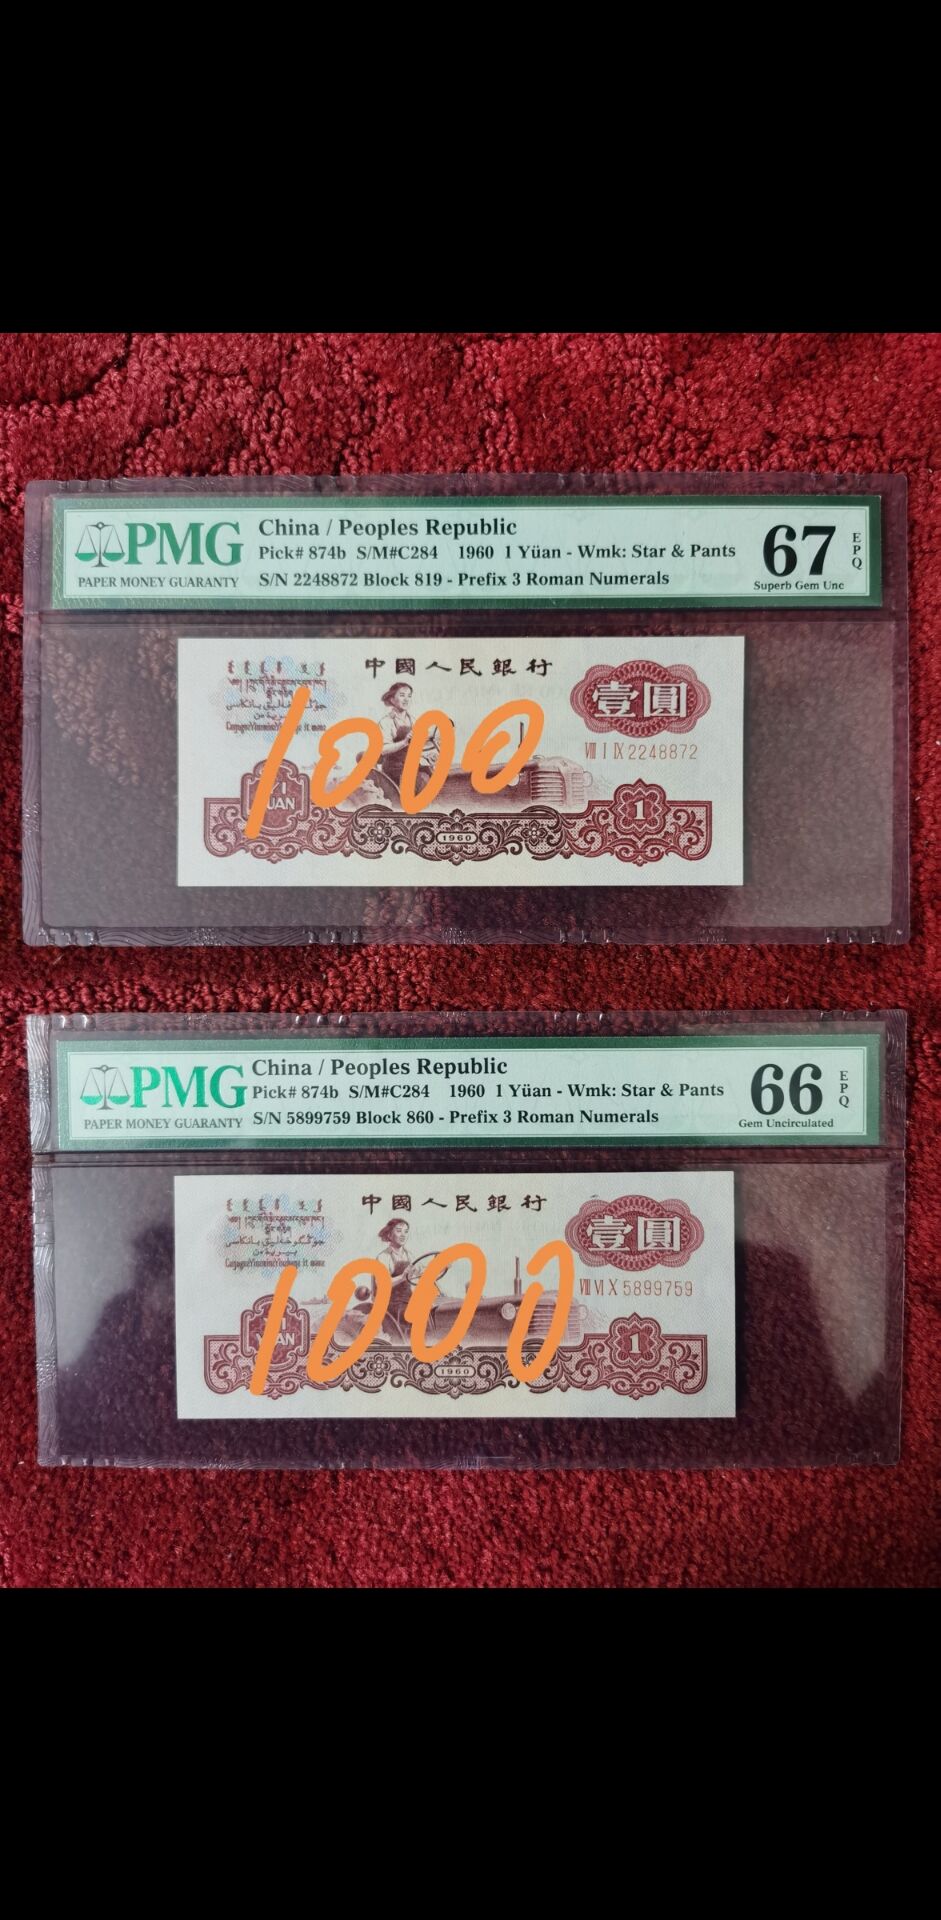 PMG
PAPER MONEY GUARANTY
China / Peoples Republic
Pick# 874b S/M#C284 1960 1 Yüan - Wmk: Star & Pants
S/N 2248872 Block 819 - Prefix 3 Roman Numerals
67
EPQ
Superb Gem Unc
中國人民銀行
壹圓
VIII I IX 2248872
1000
YI
1
1960
PMG
PAPER MONEY GUARANTY
China / Peoples Republic
Pick# 874b S/M#C284 1960 1 Yüan - Wmk: Star & Pants
S/N 5899759 Block 860 - Prefix 3 Roman Numerals
66
EPQ
Gem Uncirculated
中國人民銀行
壹圓
VIII VI X 5899759
1000
1
1960